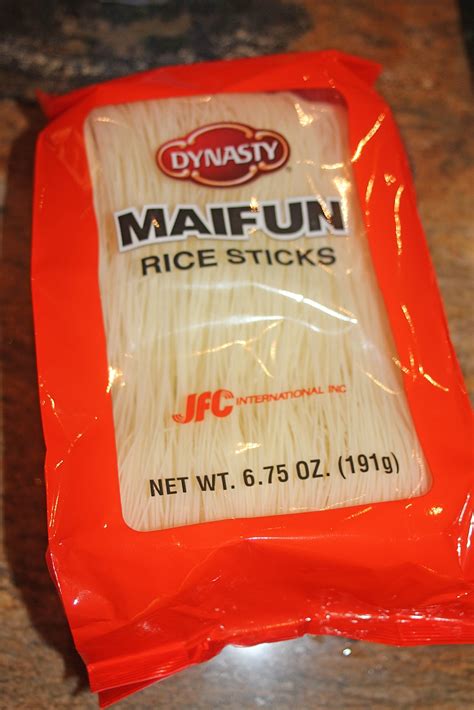 DYNASTY
MAIFUN
RICE STICKS
JFC INTERNATIONAL INC
NET WT. 6.75 OZ. (191g)